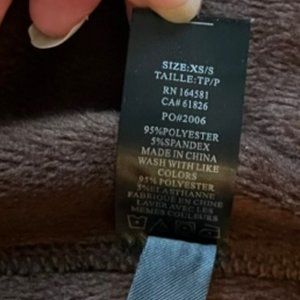 SIZE:XS/S
TAILLE:TP/P
RN 164581
CA# 61826
PO#2006
95%POLYESTER
5%SPANDEX
MADE IN CHINA
WASH WITH LIKE
COLORS
95% POLYESTER
5%ELASTHANNE
FABRIQUÉ EN CHINE
LAVER AVEC LES
MEMES COULEURS